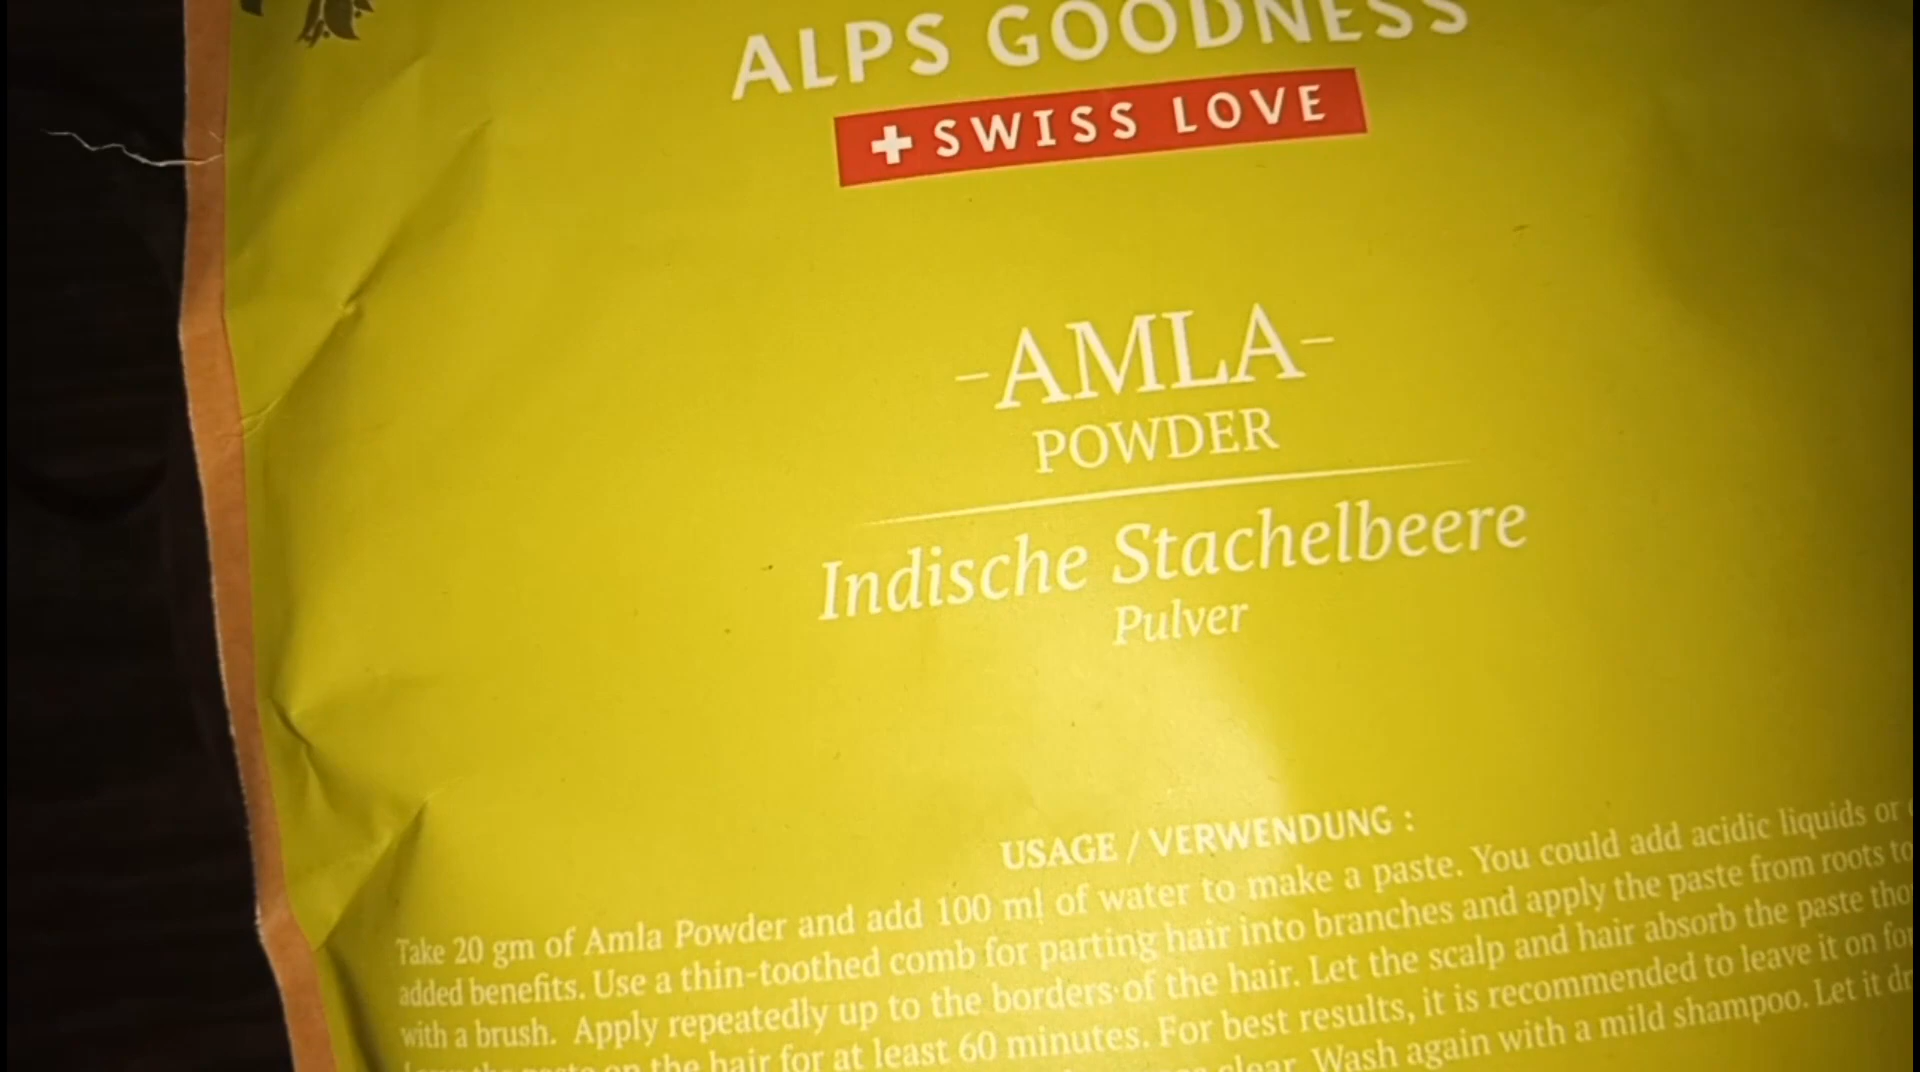 ALPS GOODNESS
+ SWISS LOVE
-AMLA-
POWDER
Indische Stachelbeere
Pulver
USAGE / VERWENDUNG :
Take 20 gm of Amla Powder and add 100 ml of water to make a paste. You could add acidic liquids or
added benefits. Use a thin-toothed comb for parting hair into branches and apply the paste from roots to
with a brush. Apply repeatedly up to the borders of the hair. Let the scalp and hair absorb the paste
on the hair for at least 60 minutes. For best results, it is recommended to leave it on for
clear. Wash again with a mild shampoo. Let it